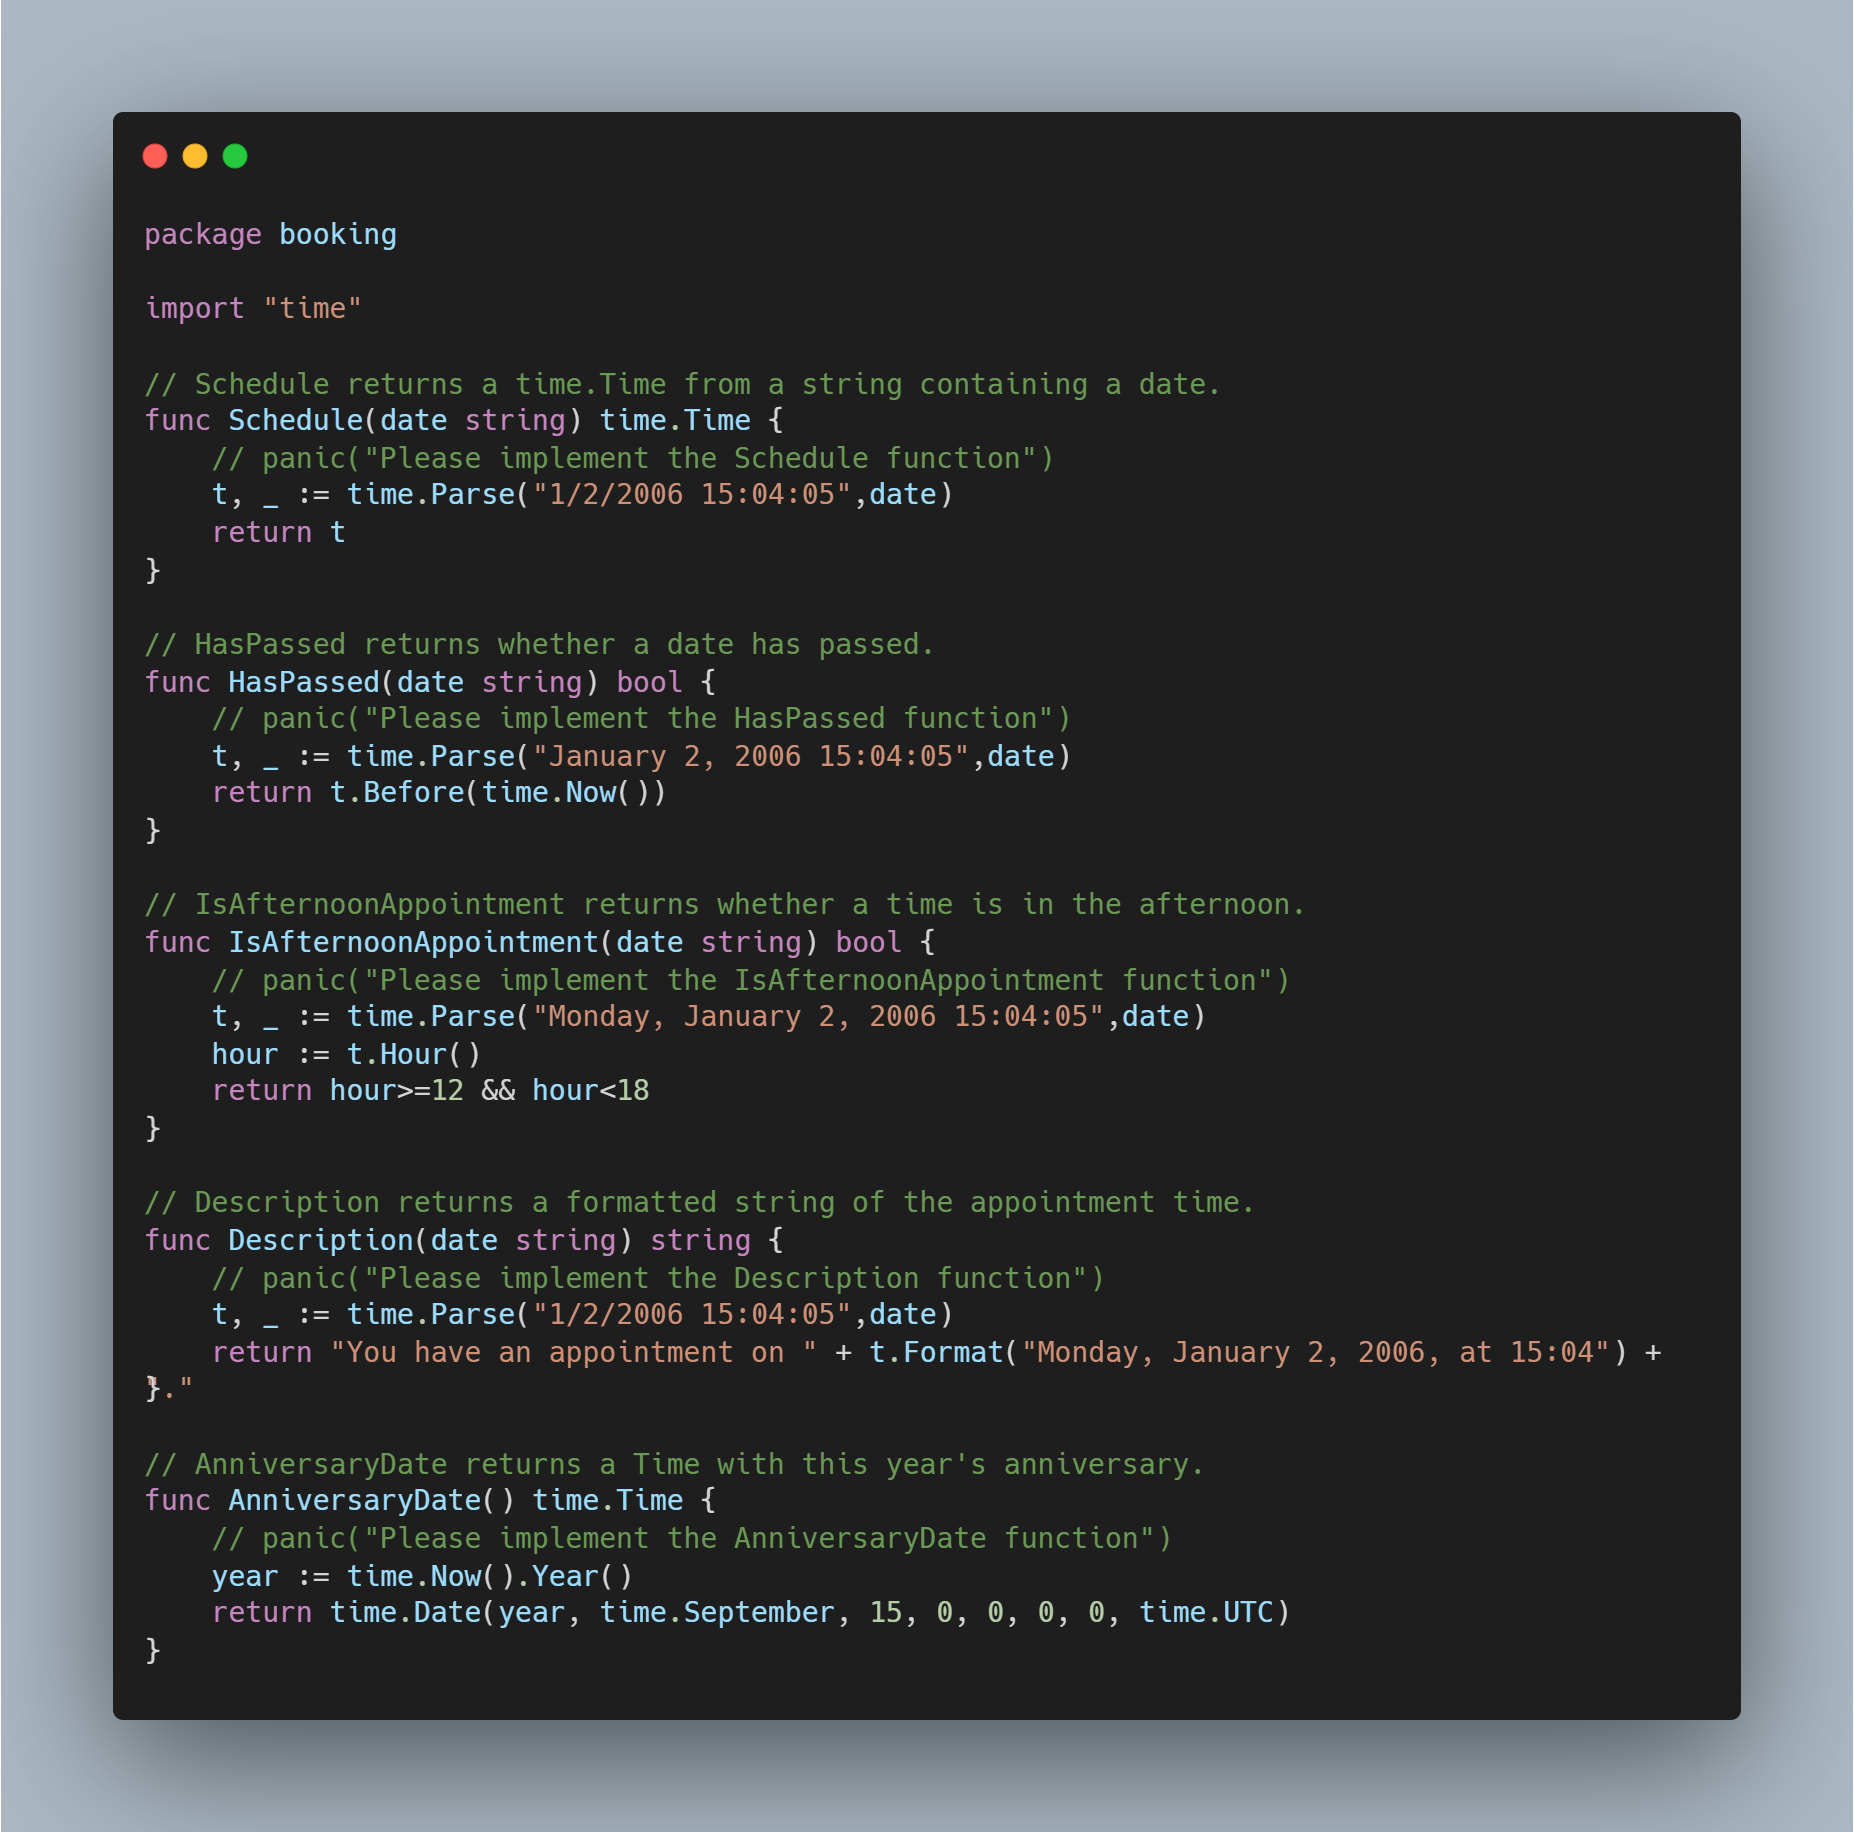 package booking

import "time"

// Schedule returns a time.Time from a string containing a date.
func Schedule(date string) time.Time {
    // panic("Please implement the Schedule function")
    t, _ := time.Parse("1/2/2006 15:04:05",date)
    return t
}

// HasPassed returns whether a date has passed.
func HasPassed(date string) bool {
    // panic("Please implement the HasPassed function")
    t, _ := time.Parse("January 2, 2006 15:04:05",date)
    return t.Before(time.Now())
}

// IsAfternoonAppointment returns whether a time is in the afternoon.
func IsAfternoonAppointment(date string) bool {
    // panic("Please implement the IsAfternoonAppointment function")
    t, _ := time.Parse("Monday, January 2, 2006 15:04:05",date)
    hour := t.Hour()
    return hour>=12 && hour<18
}

// Description returns a formatted string of the appointment time.
func Description(date string) string {
    // panic("Please implement the Description function")
    t, _ := time.Parse("1/2/2006 15:04:05",date)
    return "You have an appointment on " + t.Format("Monday, January 2, 2006, at 15:04") +
"."
}

// AnniversaryDate returns a Time with this year's anniversary.
func AnniversaryDate() time.Time {
    // panic("Please implement the AnniversaryDate function")
    year := time.Now().Year()
    return time.Date(year, time.September, 15, 0, 0, 0, 0, time.UTC)
}